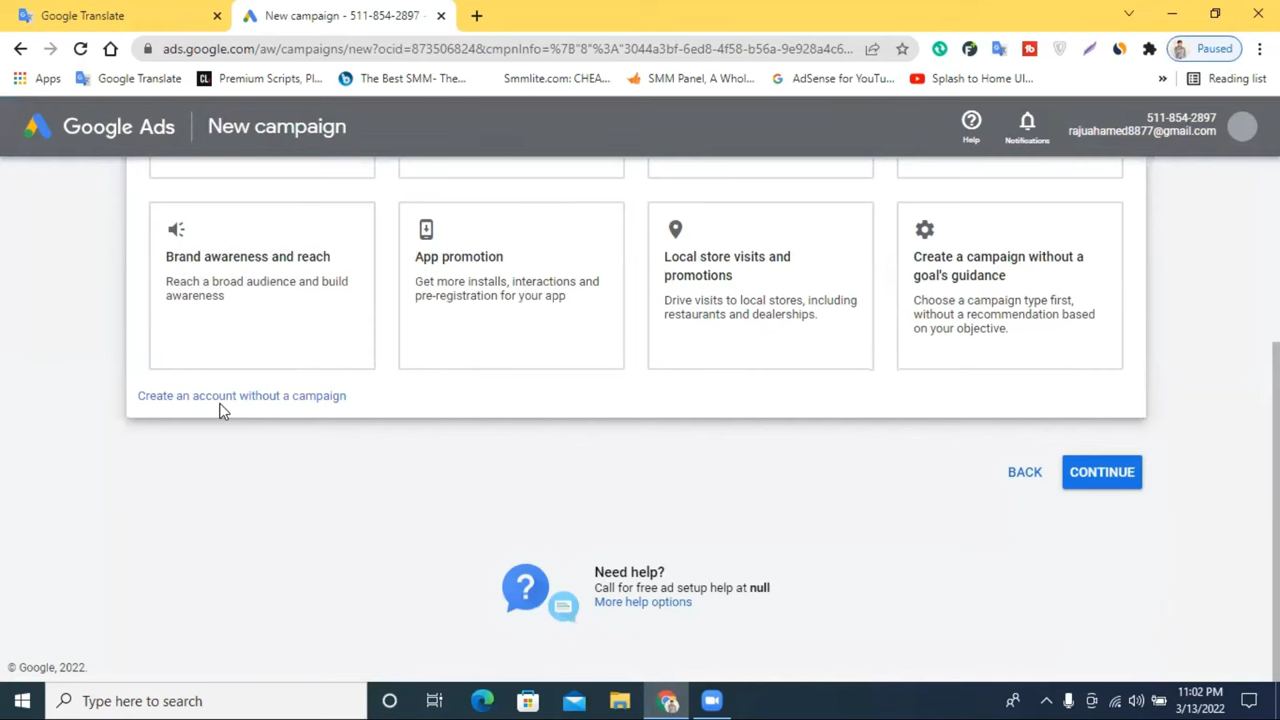 Google Translate
New campaign - 511-854-2897 -
ads.google.com/aw/campaigns/new?ocid=873506824&cmpnInfo=%7B"8"%3A"3044a3bf-6ed8-4f58-b56a-9e928a4c6...
Paused
Apps
Google Translate
Premium Scripts, Pl...
The Best SMM- The...
Smmlite.com: CHEA...
SMM Panel, A Whol...
AdSense for YouTu...
Splash to Home UI...
»
Reading list
Google Ads
New campaign
Help
Notifications
511-854-2897
rajuahamed8877@gmail.com
Brand awareness and reach
Reach a broad audience and build
awareness
App promotion
Get more installs, interactions and
pre-registration for your app
Local store visits and
promotions
Drive visits to local stores, including
restaurants and dealerships.
Create a campaign without a
goal's guidance
Choose a campaign type first,
without a recommendation based
on your objective.
Create an account without a campaign
BACK
CONTINUE
Need help?
Call for free ad setup help at null
More help options
© Google, 2022.
Type here to search
11:02 PM
3/13/2022